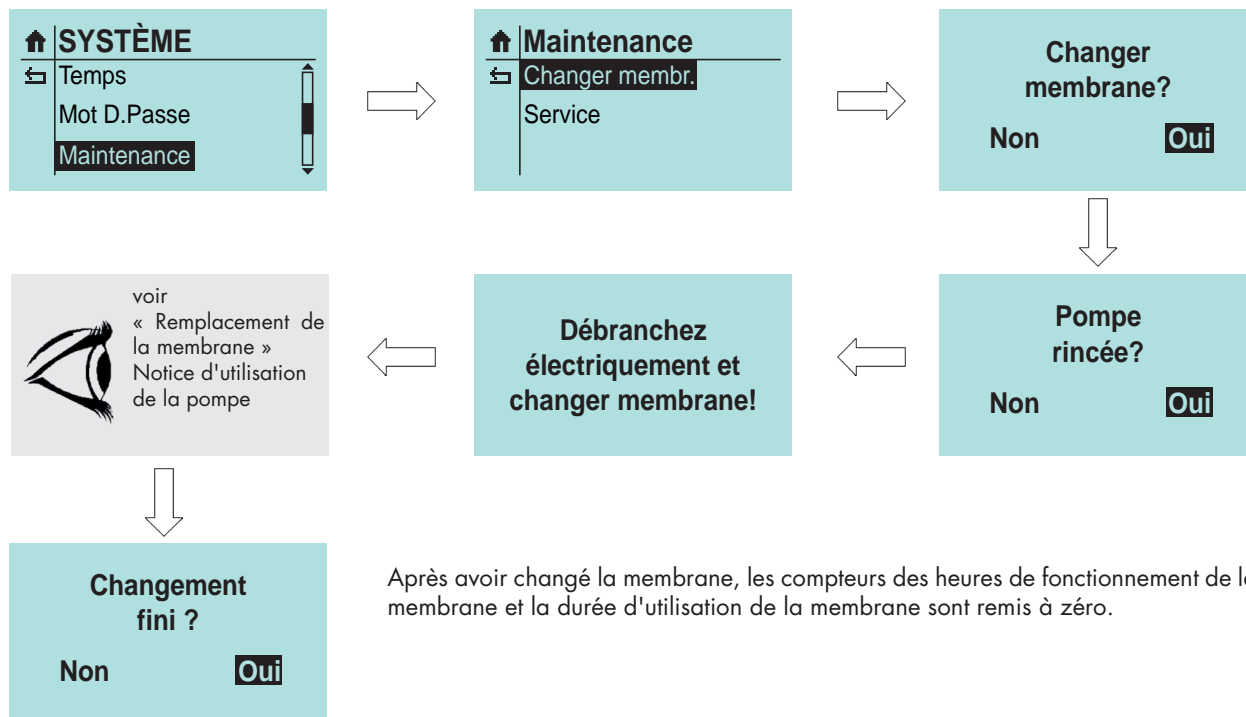 SYSTÈME
Temps
Mot D.Passe
Maintenance
Maintenance
Changer membr.
Service
Changer
membrane?
Non Oui
Pompe
rincée?
Non Oui
Débranchez
électriquement et
changer membrane!
voir
« Remplacement de
la membrane »
Notice d'utilisation
de la pompe
Changement
fini ?
Non Oui
Après avoir changé la membrane, les compteurs des heures de fonctionnement de
membrane et la durée d'utilisation de la membrane sont remis à zéro.